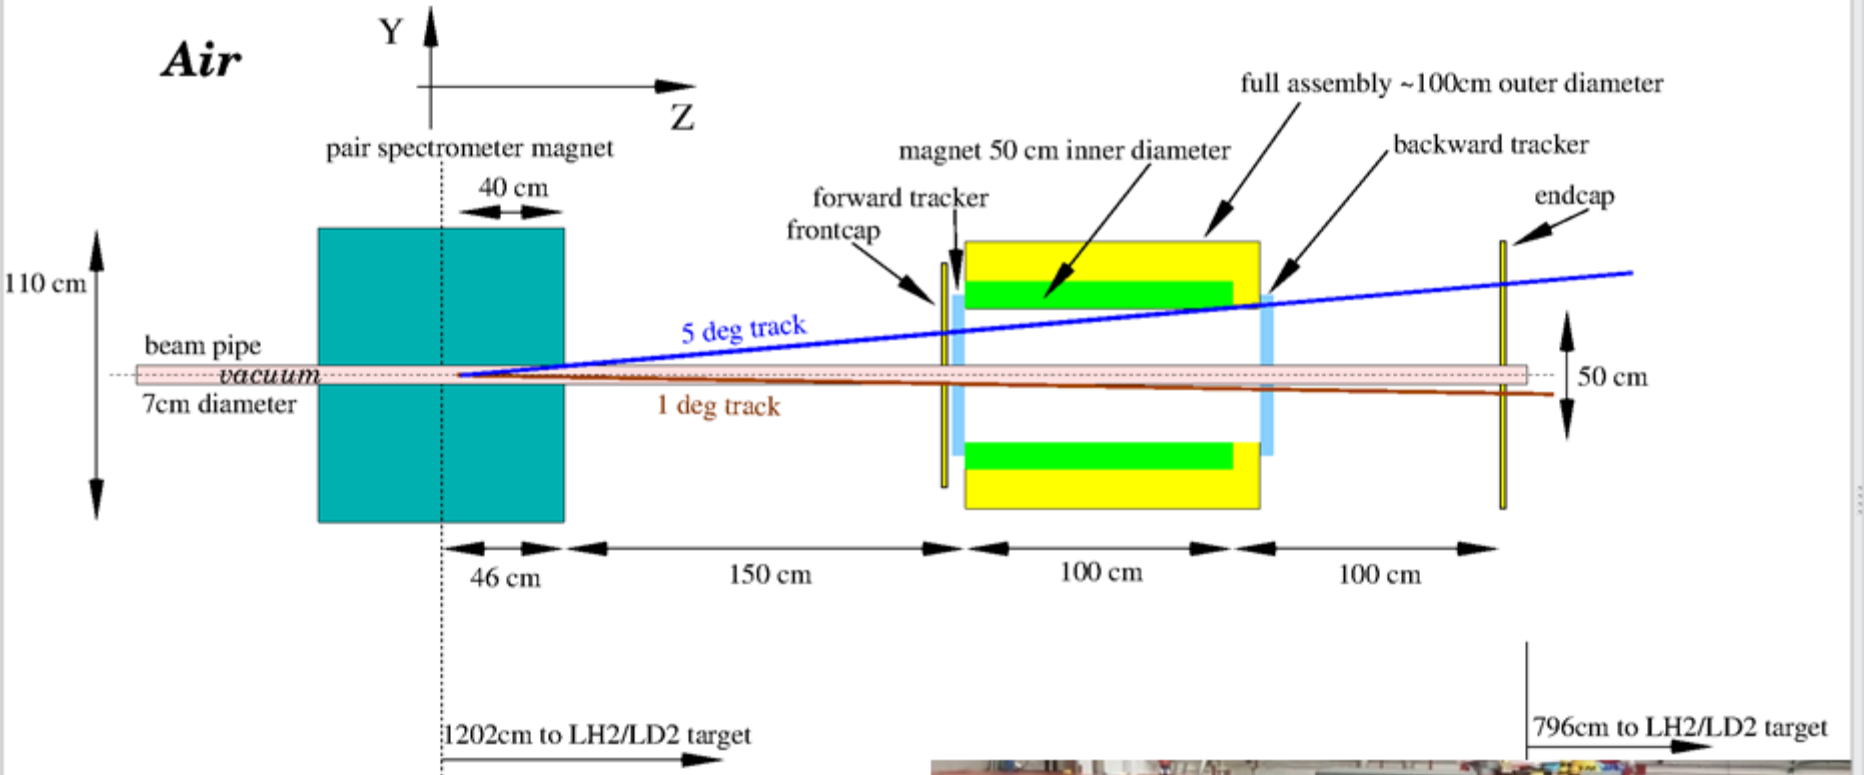 Air
Y
Z
pair spectrometer magnet
40 cm
full assembly ~100cm outer diameter
magnet 50 cm inner diameter
backward tracker
forward tracker
frontcap
endcap
110 cm
5 deg track
beam pipe
vacuum
7cm diameter
1 deg track
50 cm
46 cm
150 cm
100 cm
100 cm
1202cm to LH2/LD2 target
796cm to LH2/LD2 target